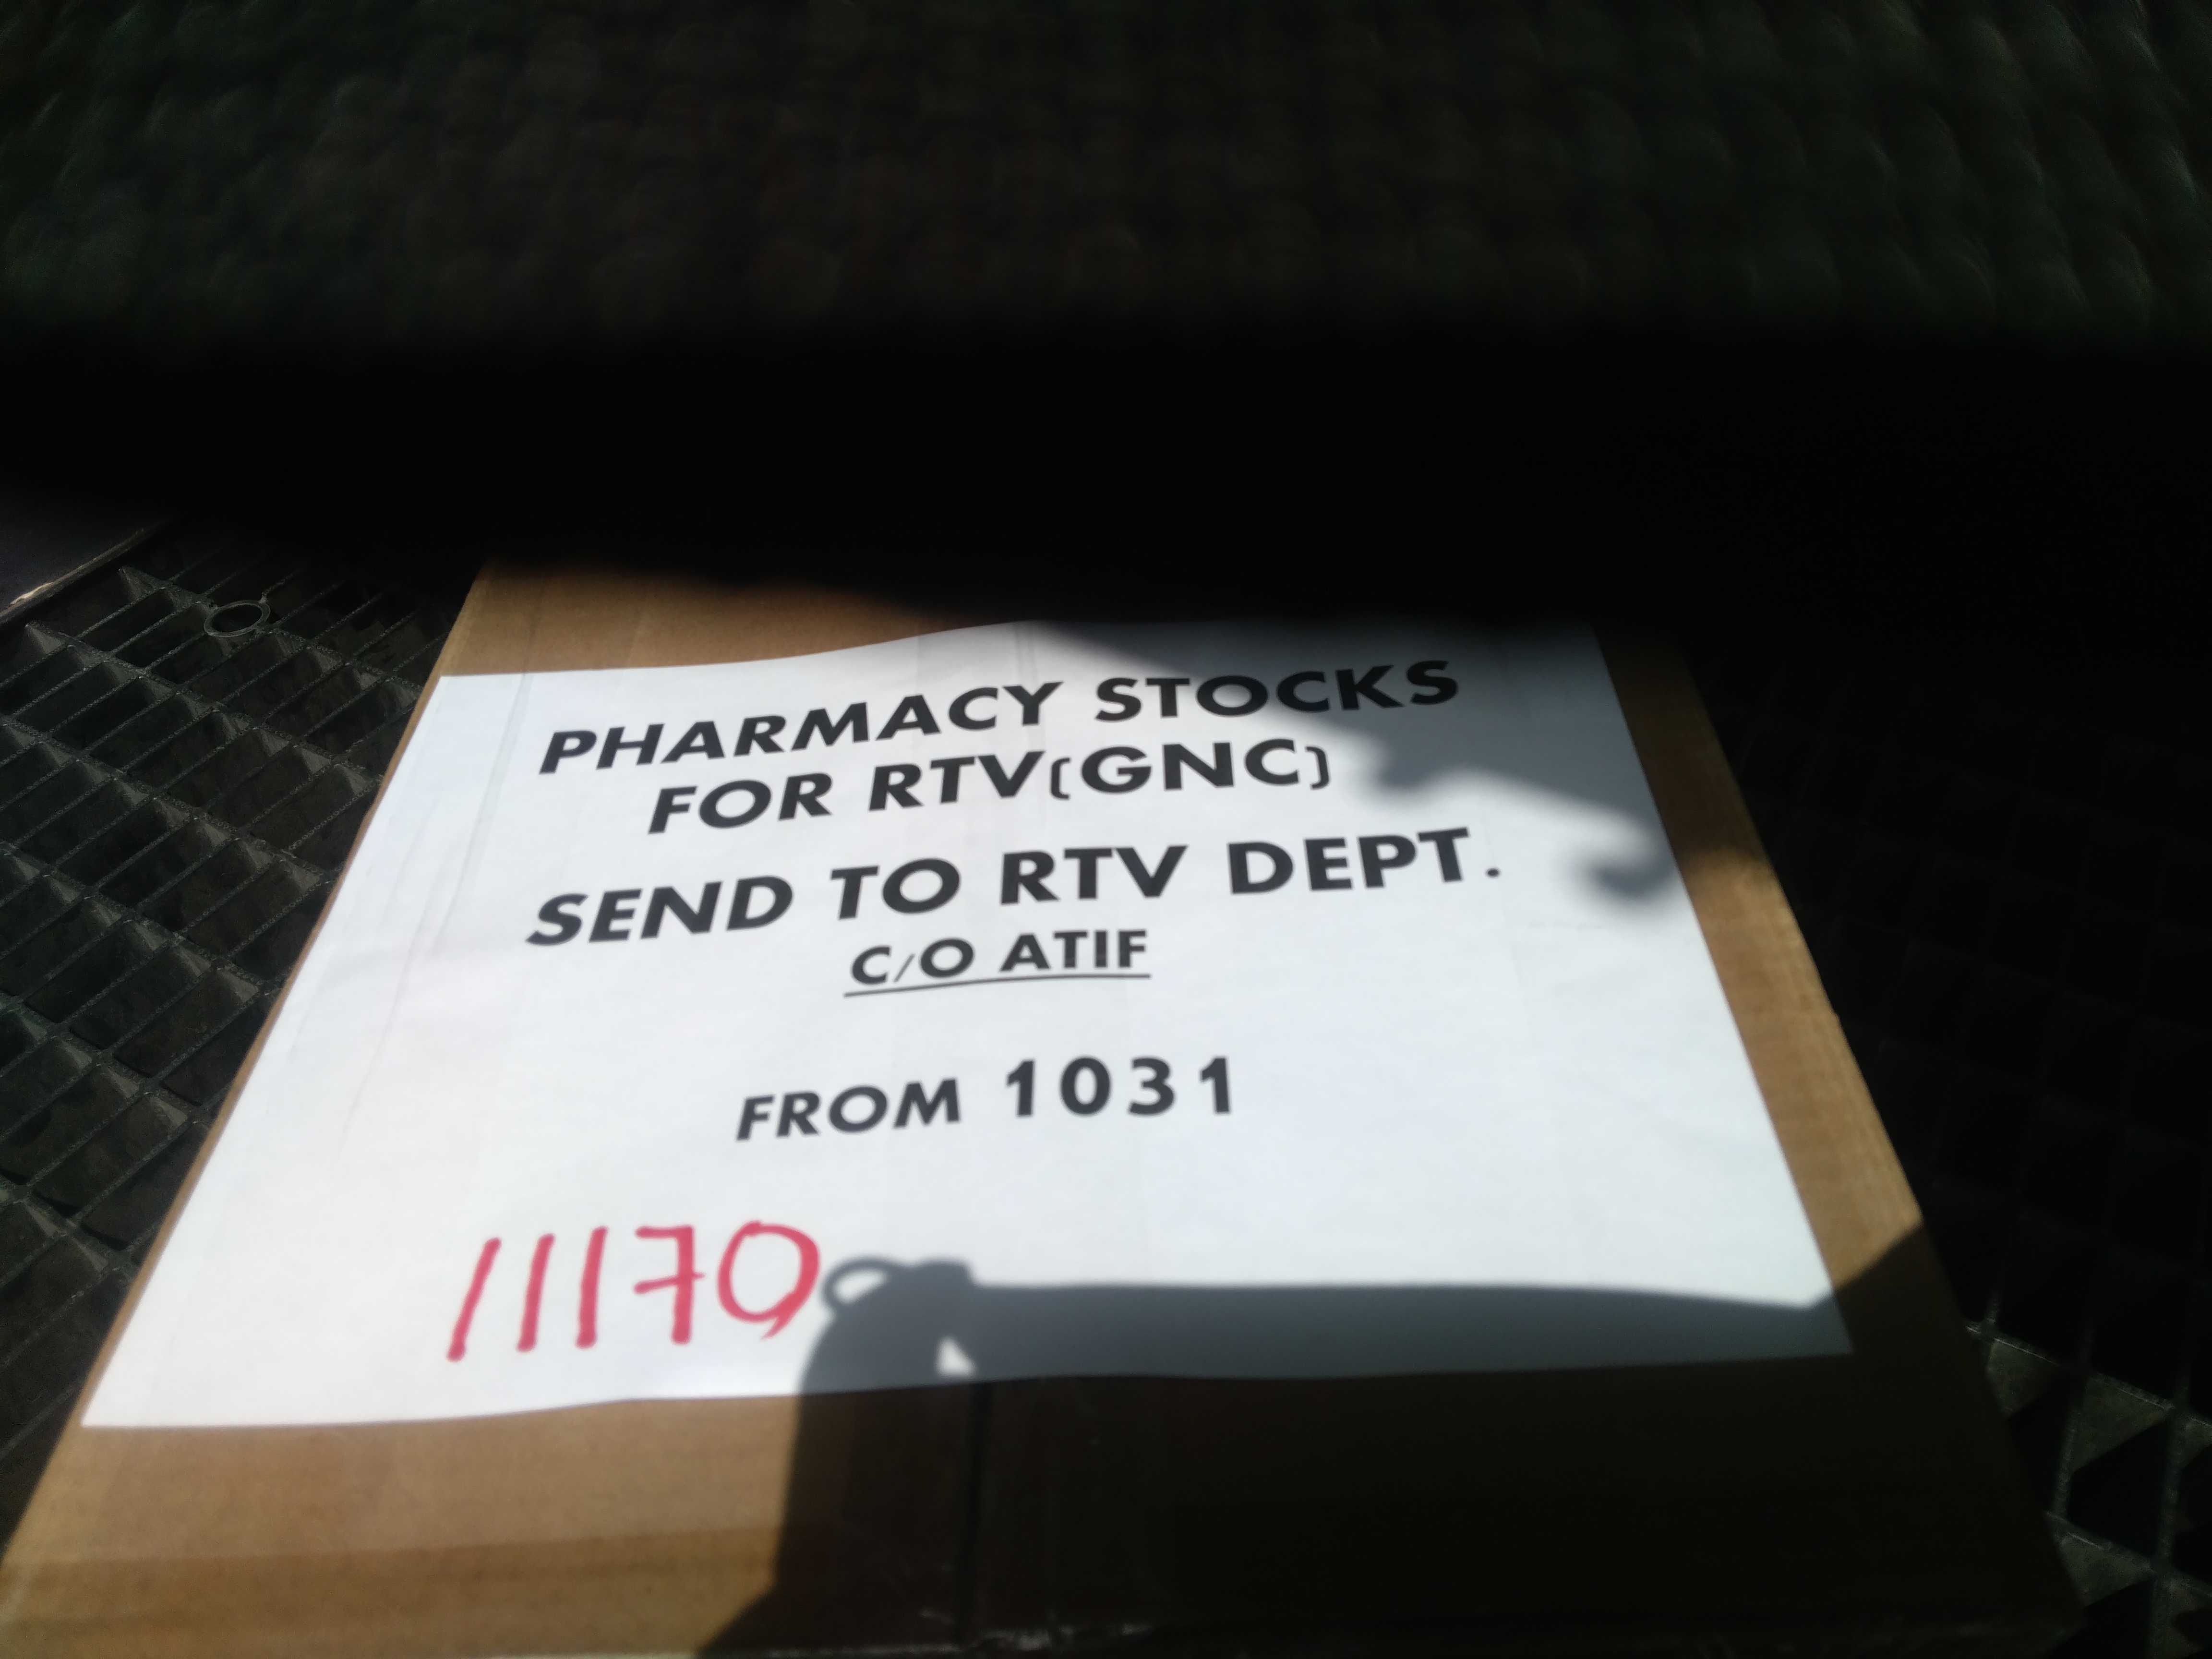 PHARMACY STOCKS
FOR RTV(GNC)
SEND TO RTV DEPT.
C/O ATIF
FROM 1031
11170